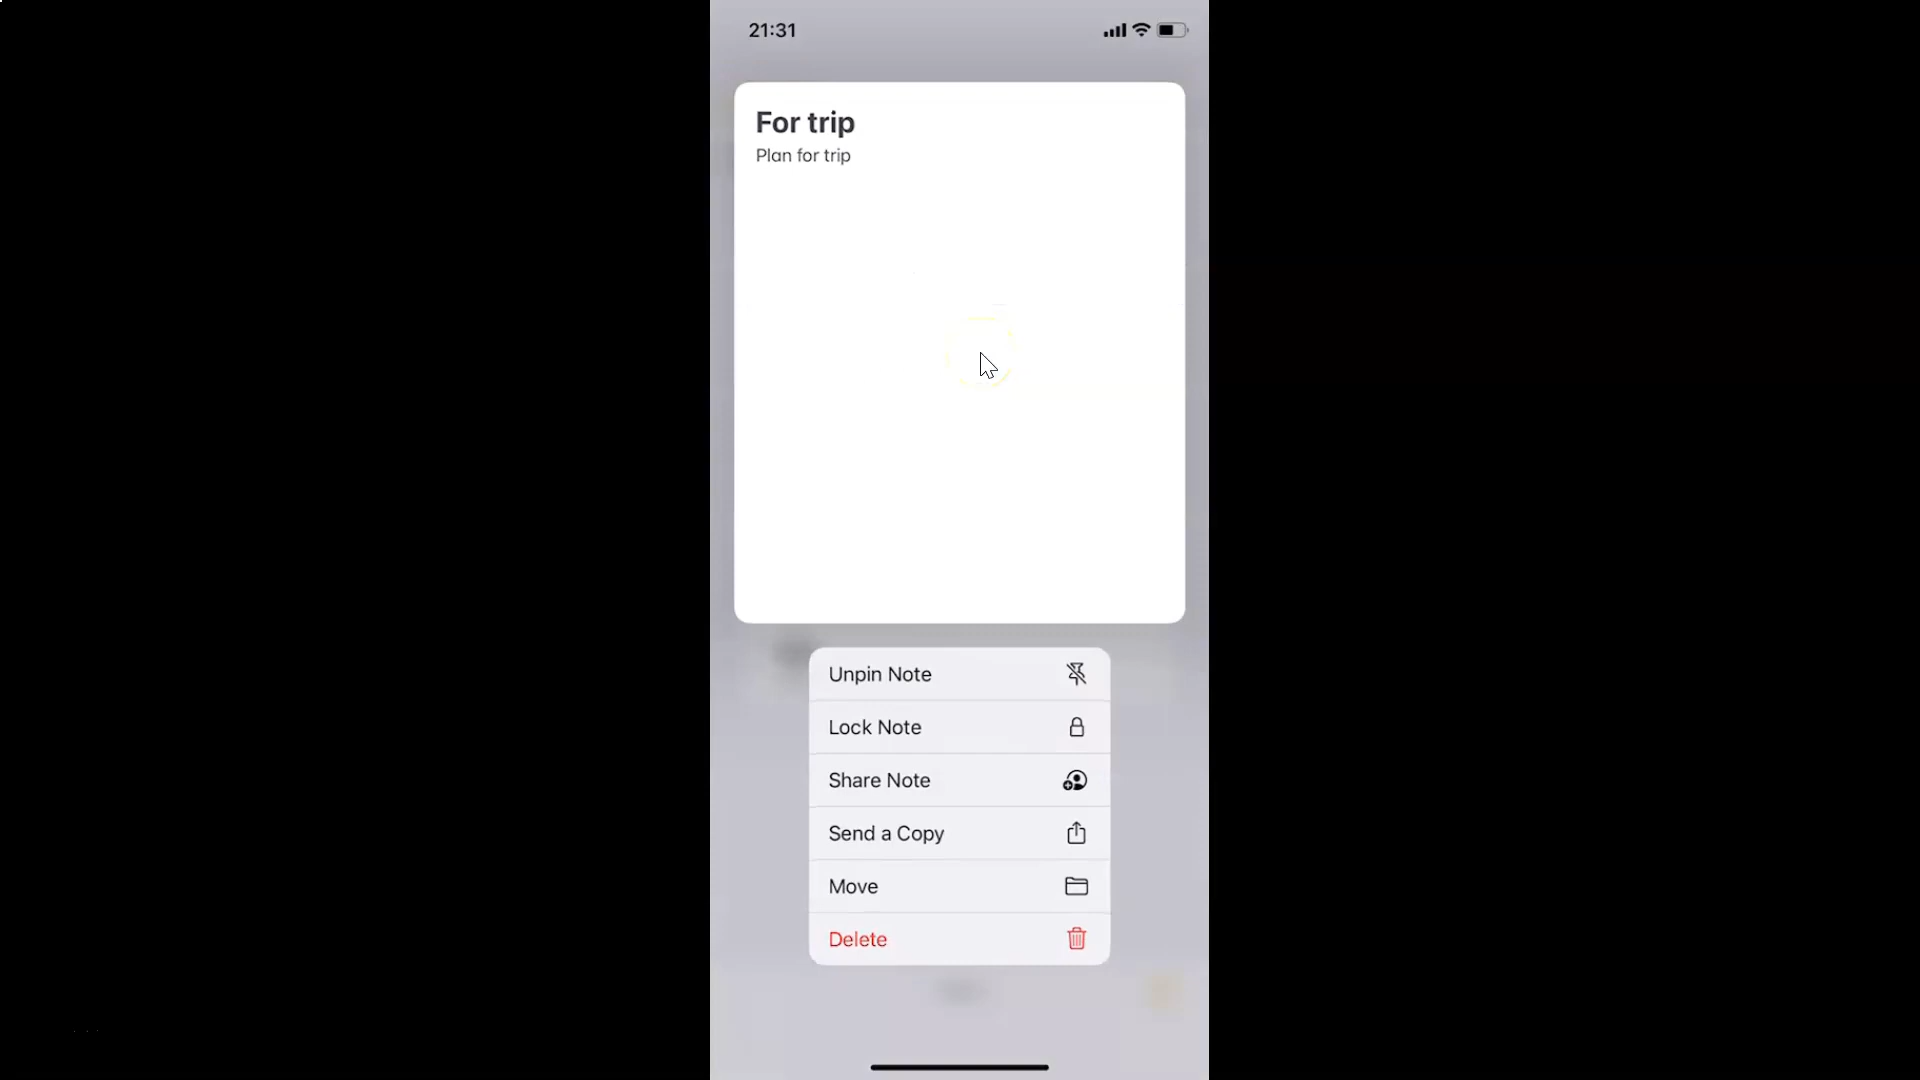 21:31
For trip
Plan for trip
Unpin Note
Lock Note
Share Note
Send a Copy
Move
Delete